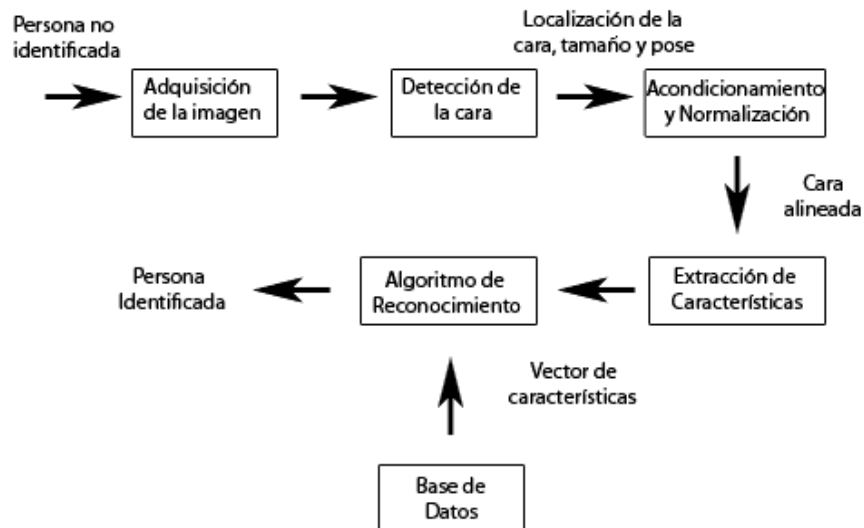 Persona no
identificada
Adquisición
de la imagen
Detección de
la cara
Localización de la
cara, tamaño y pose
Acondicionamiento
y Normalización
Cara
alineada
Extracción de
Características
Algoritmo de
Reconocimiento
Persona
Identificada
Vector de
características
Base de
Datos